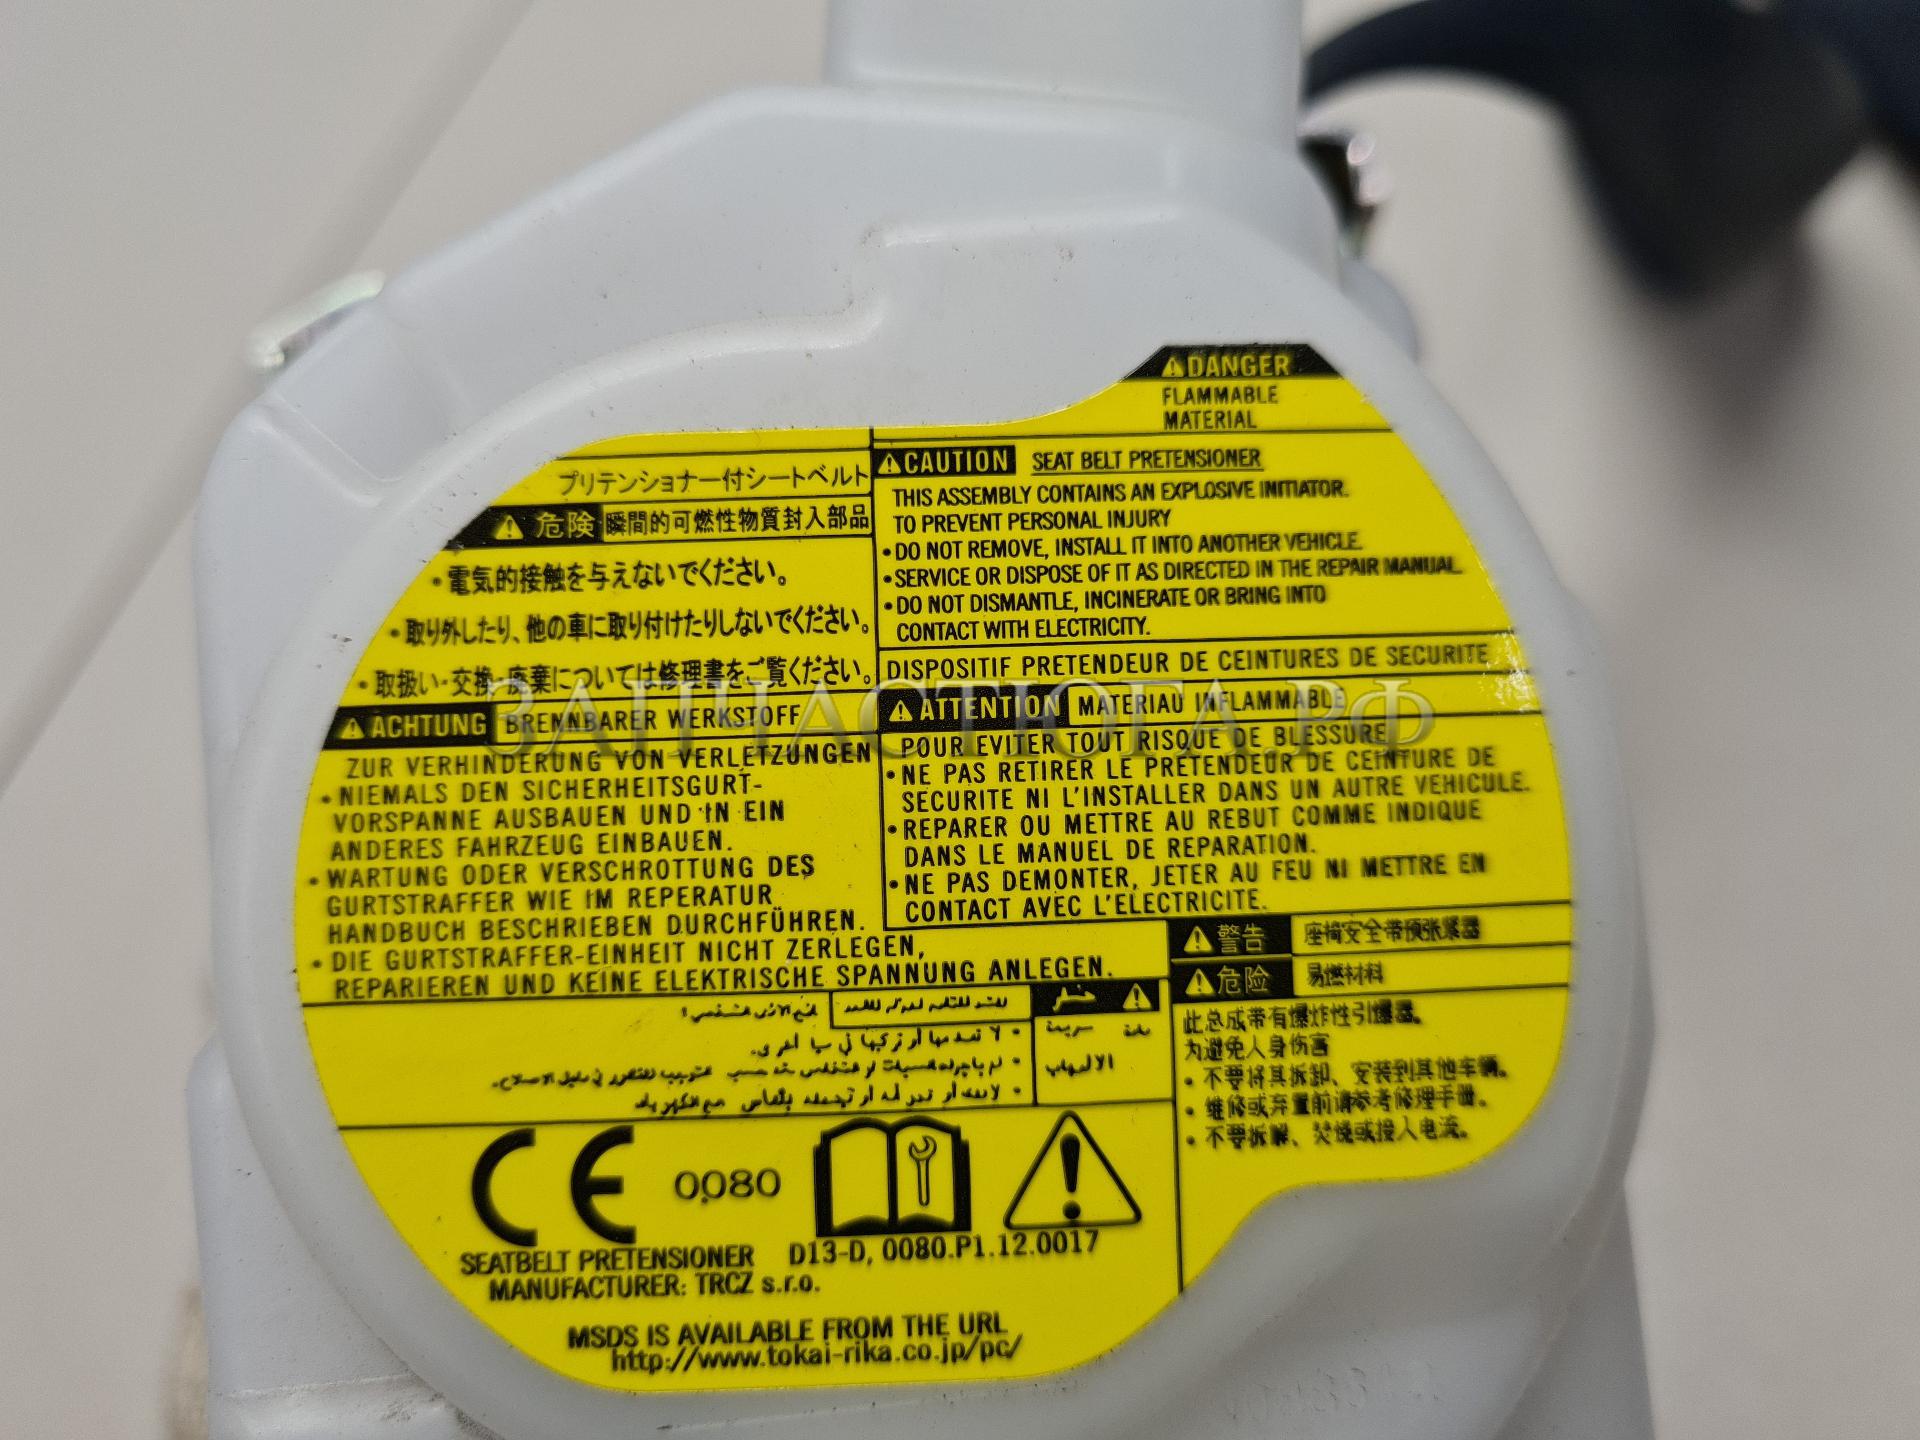 DANGER
FLAMMABLE
MATERIAL
プリテンショナー付シートベルト
危険 瞬間的可燃性物質封入部品
・電気的接触を与えないでください。
・取り外したり、他の車に取り付けたりしないでください。
・取扱い・交換・廃棄については修理書をご覧ください。
CAUTION SEAT BELT PRETENSIONER
THIS ASSEMBLY CONTAINS AN EXPLOSIVE INITIATOR.
TO PREVENT PERSONAL INJURY
•DO NOT REMOVE, INSTALL IT INTO ANOTHER VEHICLE.
•SERVICE OR DISPOSE OF IT AS DIRECTED IN THE REPAIR MANUAL.
•DO NOT DISMANTLE, INCINERATE OR BRING INTO
CONTACT WITH ELECTRICITY.
DISPOSITIF PRETENDEUR DE CEINTURES DE SECURITE
ATTENTION MATERIAU INFLAMMABLE
POUR EVITER TOUT RISQUE DE BLESSURE
•NE PAS RETIRER LE PRETENDEUR DE CEINTURE DE
SECURITE NI L'INSTALLER DANS UN AUTRE VEHICULE.
•REPARER OU METTRE AU REBUT COMME INDIQUE
DANS LE MANUEL DE REPARATION.
•NE PAS DEMONTER, JETER AU FEU NI METTRE EN
CONTACT AVEC L'ELECTRICITE.
ACHTUNG BRENNBARER WERKSTOFF
ZUR VERHINDERUNG VON VERLETZUNGEN
•NIEMALS DEN SICHERHEITSGURT-
VORSPANNE AUSBAUEN UND IN EIN
ANDERES FAHRZEUG EINBAUEN.
•WARTUNG ODER VERSCHROTTUNG DES
GURTSTRAFFER WIE IM REPERATUR
HANDBUCH BESCHRIEBEN DURCHFÜHREN.
•DIE GURTSTRAFFER-EINHEIT NICHT ZERLEGEN,
REPARIEREN UND KEINE ELEKTRISCHE SPANNUNG ANLEGEN.
警告 座椅安全带预张紧器
危险 易燃材料
此总成带有爆炸性引爆器。
为避免人身伤害
• 不要将其拆卸、安装到其他车辆。
• 维修或弃置前请参考修理手册。
• 不要拆解、焚烧或接入电流。
خطر
مادة سريعة
الالتهاب
CE 0080
SEATBELT PRETENSIONER D13-D, 0080.P1.12.0017
MANUFACTURER: TRCZ s.r.o.
MSDS IS AVAILABLE FROM THE URL
http://www.tokai-rika.co.jp/pc/
ЗАПЧАСТЮГА.РФ